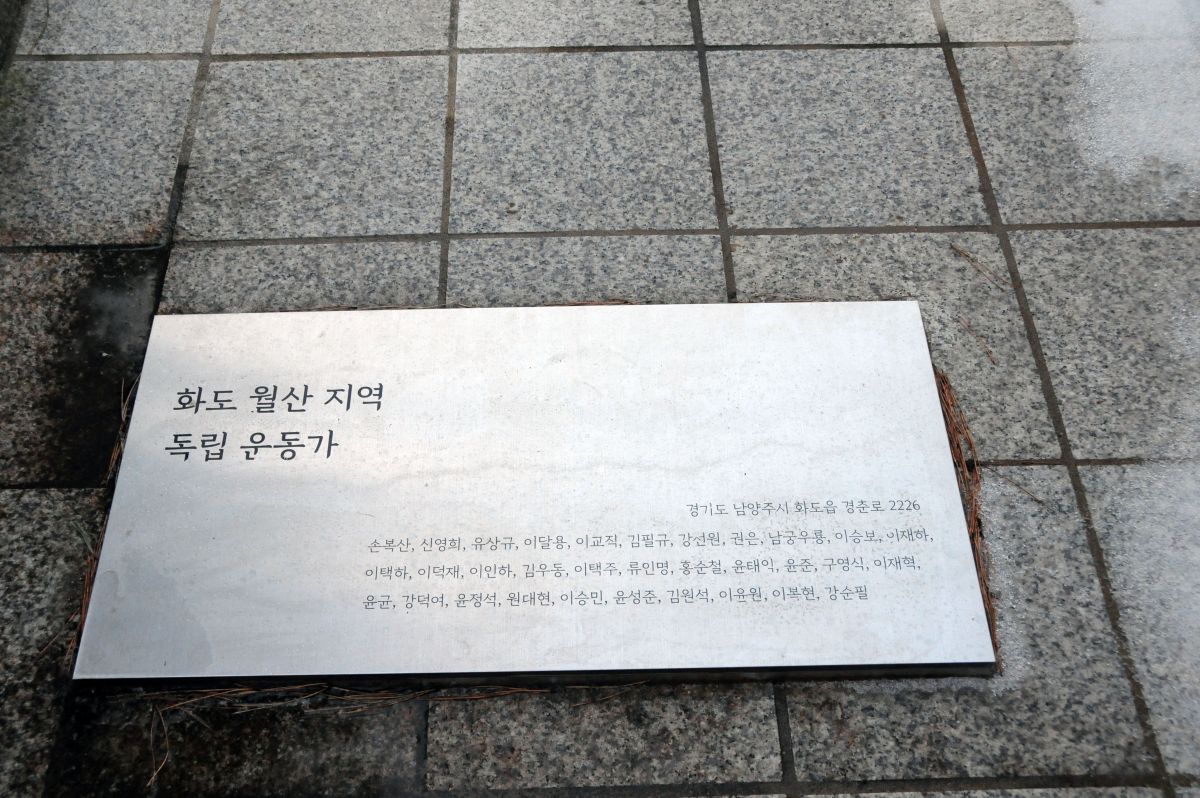 화도 월산 지역
독립 운동가
경기도 남양주시 화도읍 경춘로 2226
손복산, 신영희, 유상규, 이달용, 이교직, 김필규, 강선원, 권은, 남궁우룡, 이승보, 이재하,
이택하, 이덕재, 이인하, 김우동, 이택주, 류인명, 홍순철, 윤태익, 윤준, 구영식, 이재혁,
윤균, 강덕여, 윤정석, 원대현, 이승민, 윤성준, 김원석, 이유원, 이복현, 강순필